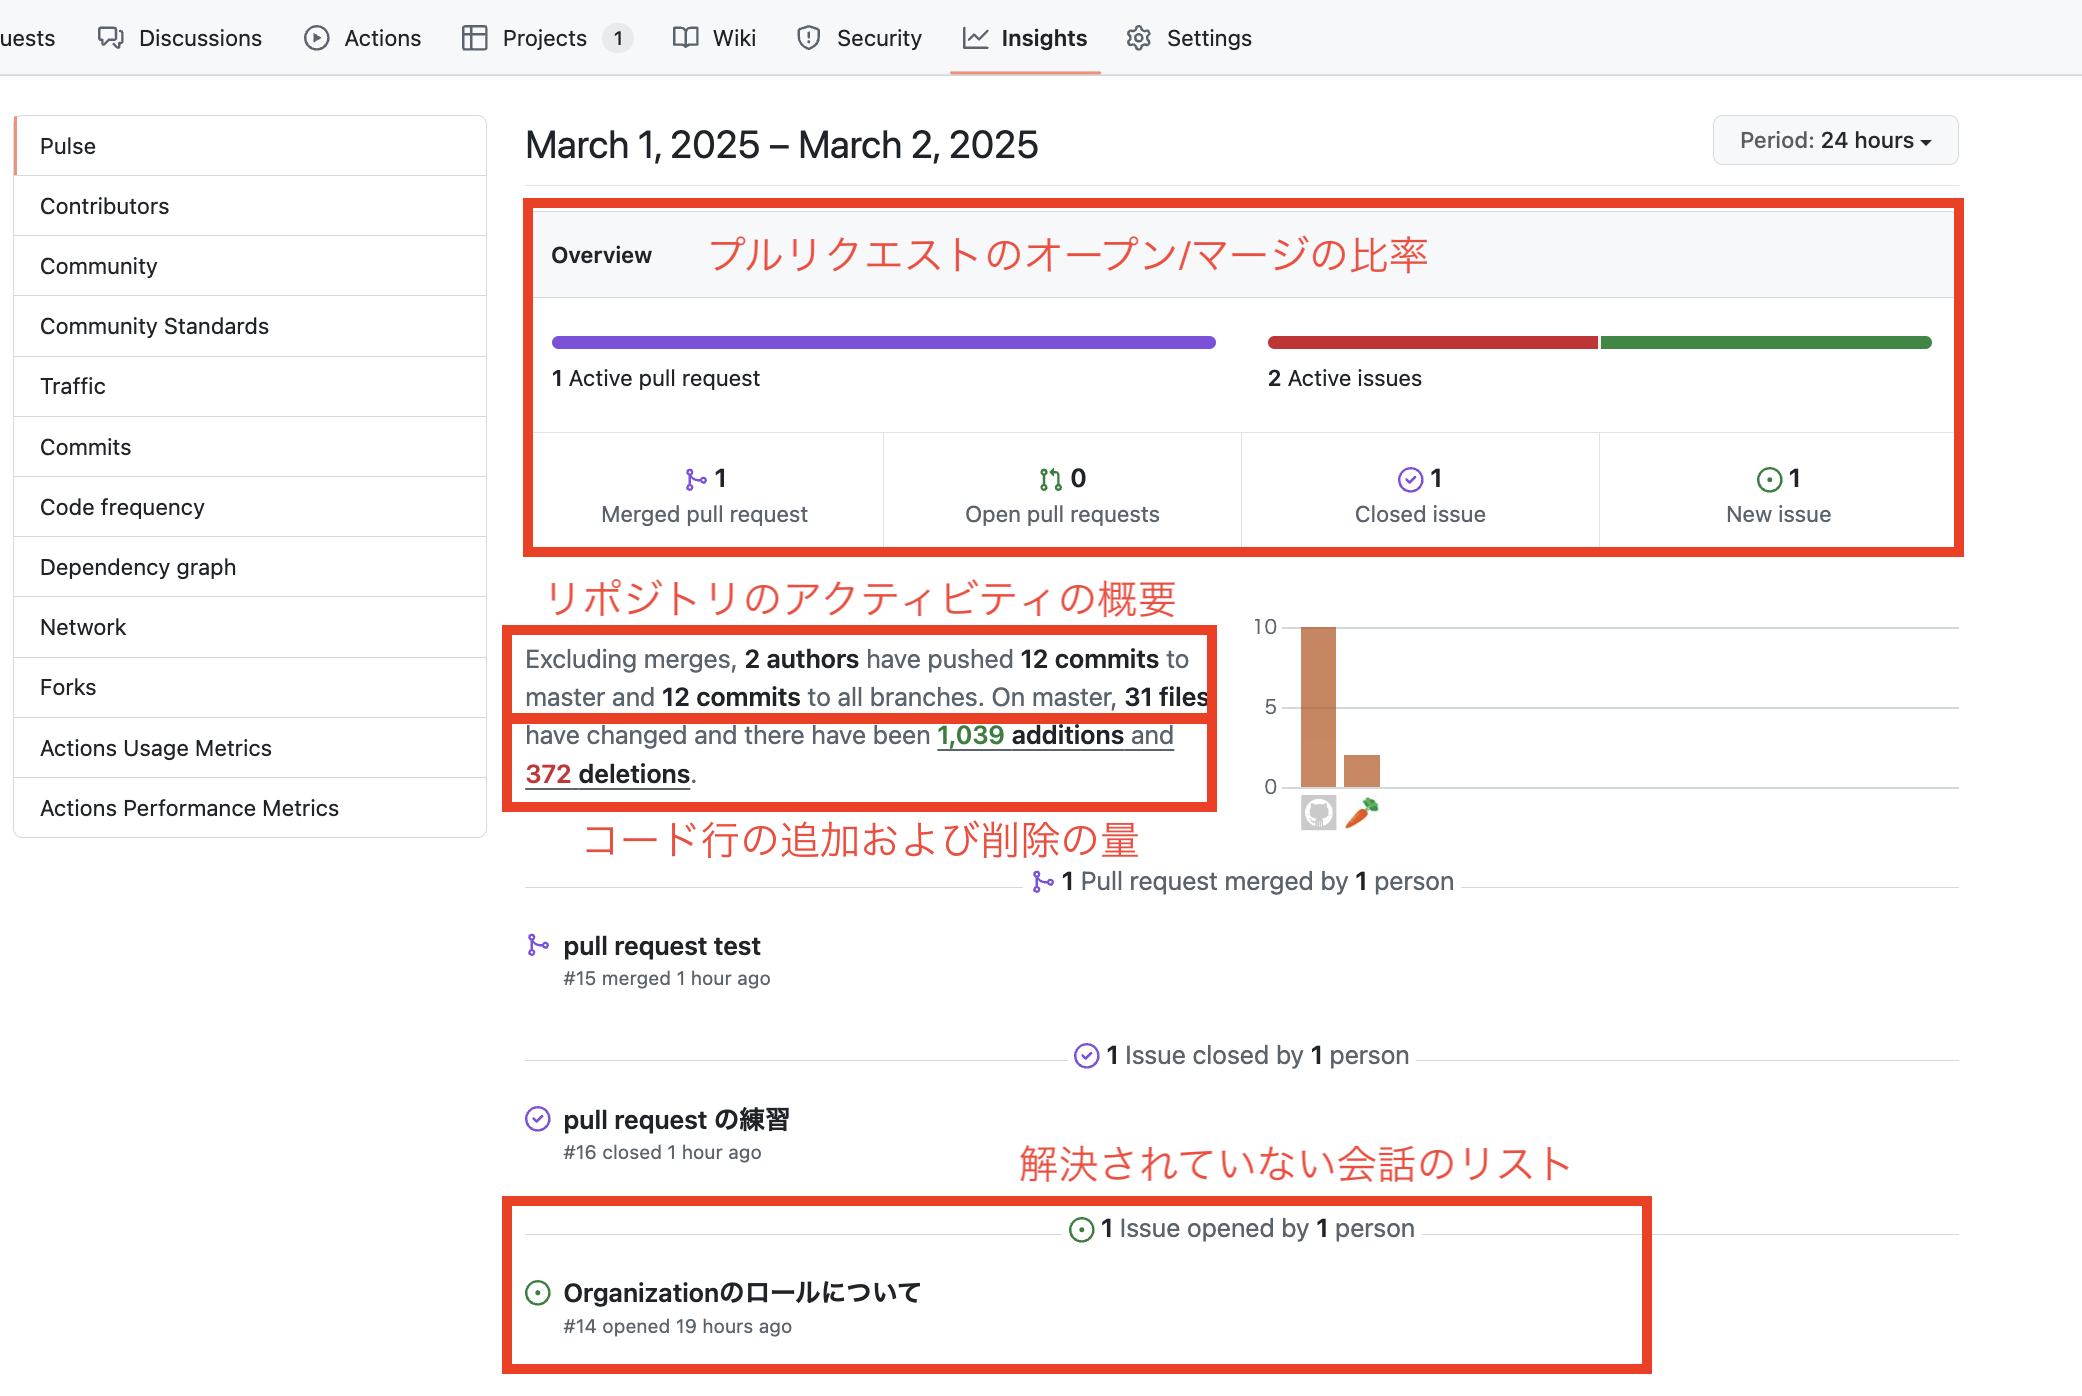 uests Discussions Actions Projects 1 Wiki Security Insights Settings
Pulse
Contributors
Community
Community Standards
Traffic
Commits
Code frequency
Dependency graph
Network
Forks
Actions Usage Metrics
Actions Performance Metrics
March 1, 2025 – March 2, 2025
Period: 24 hours
Overview プルリクエストのオープン/マージの比率
1 Active pull request
2 Active issues
1
Merged pull request
0
Open pull requests
1
Closed issue
1
New issue
リポジトリのアクティビティの概要
Excluding merges, 2 authors have pushed 12 commits to
master and 12 commits to all branches. On master, 31 files
have changed and there have been 1,039 additions and
372 deletions.
10
5
0
コード行の追加および削除の量
1 Pull request merged by 1 person
pull request test
#15 merged 1 hour ago
1 Issue closed by 1 person
pull request の練習
#16 closed 1 hour ago
解決されていない会話のリスト
1 Issue opened by 1 person
Organizationのロールについて
#14 opened 19 hours ago